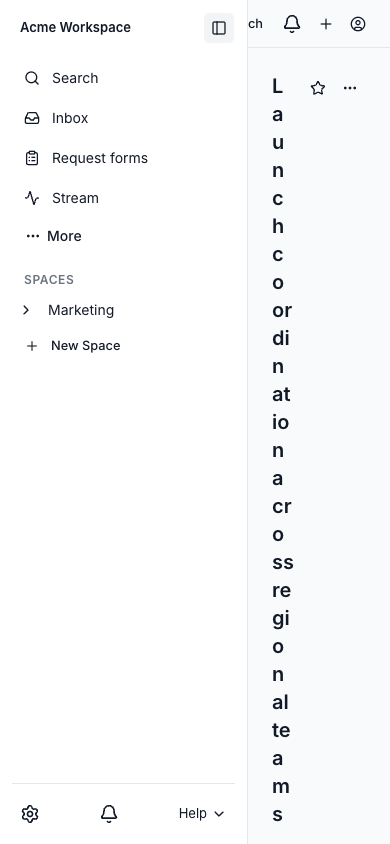 Acme Workspace
ch
Search
Inbox
Request forms
Stream
More
SPACES
Marketing
New Space
Help
L
a
u
n
c
h
c
o
or
di
n
at
io
n
a
cr
o
ss
re
gi
o
n
al
te
a
m
s